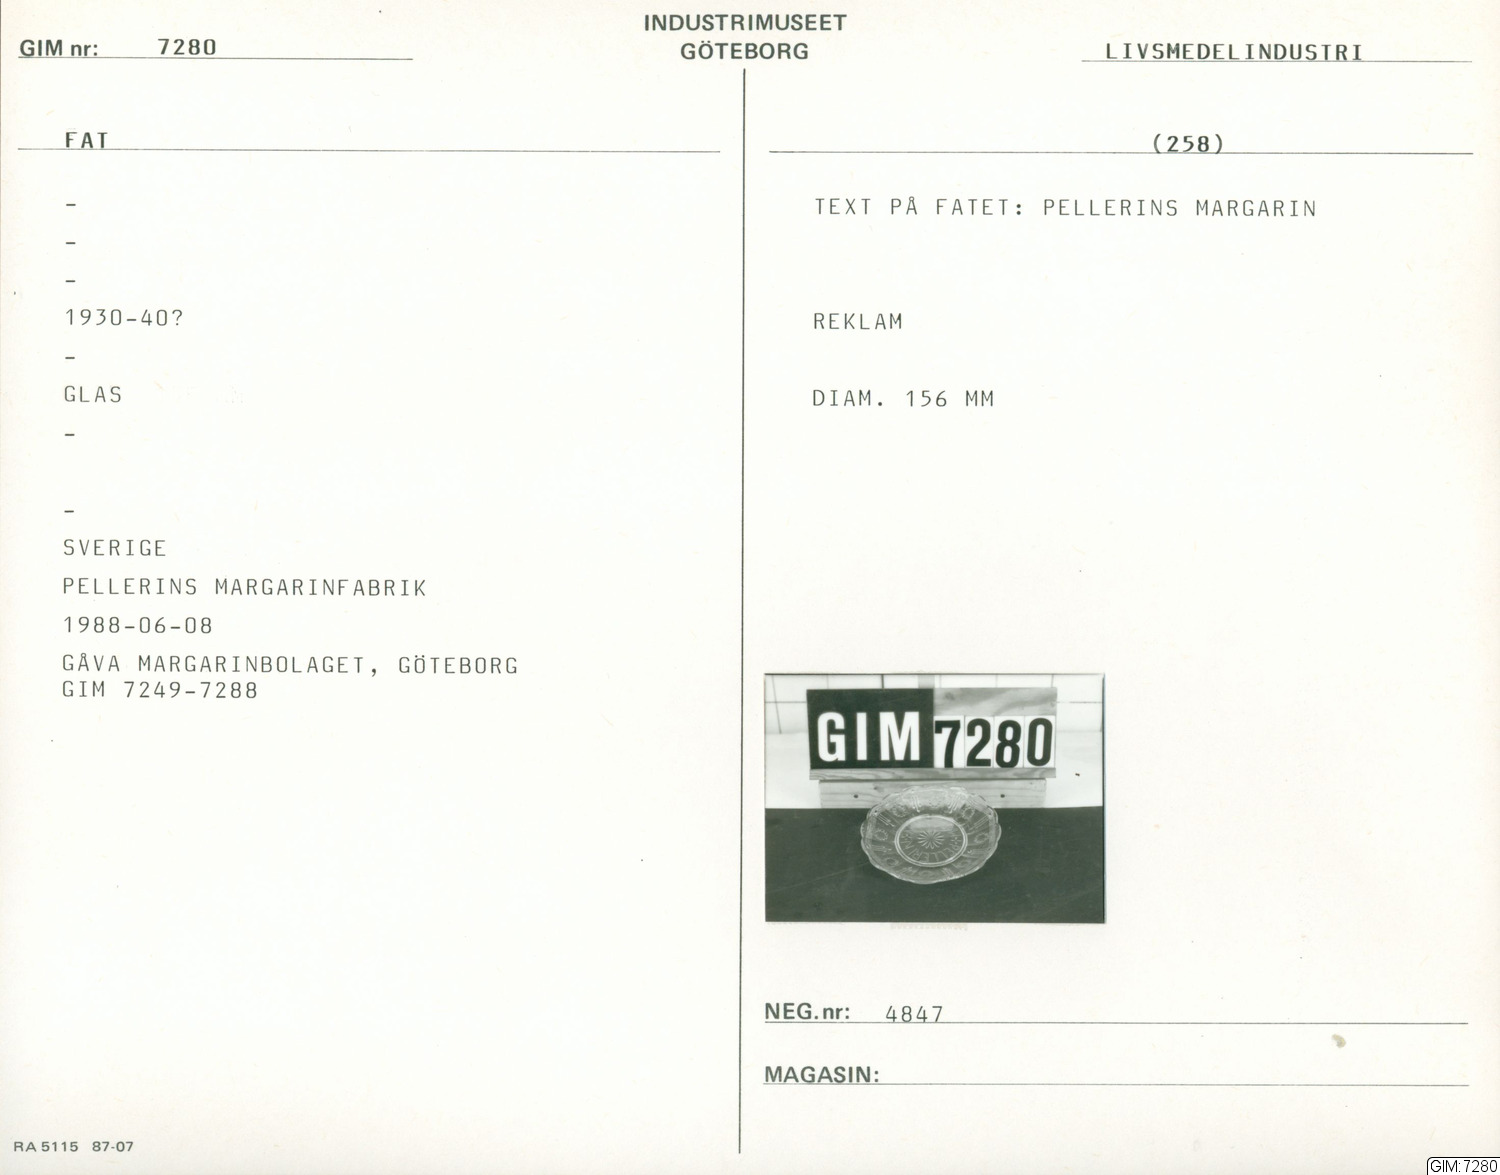 INDUSTRIMUSEET
GÖTEBORG
GIM nr: 7280
LIVSMEDELINDUSTRI
FAT
(258)
-
-
-
1930-40?
-
GLAS
-
-
SVERIGE
PELLERINS MARGARINFABRIK
1988-06-08
GÅVA MARGARINBOLAGET, GÖTEBORG
GIM 7249-7288
TEXT PÅ FATET: PELLERINS MARGARIN
REKLAM
DIAM. 156 MM
GIM 7280
NEG.nr: 4847
MAGASIN:
RA 5115 87-07
GIM:7280